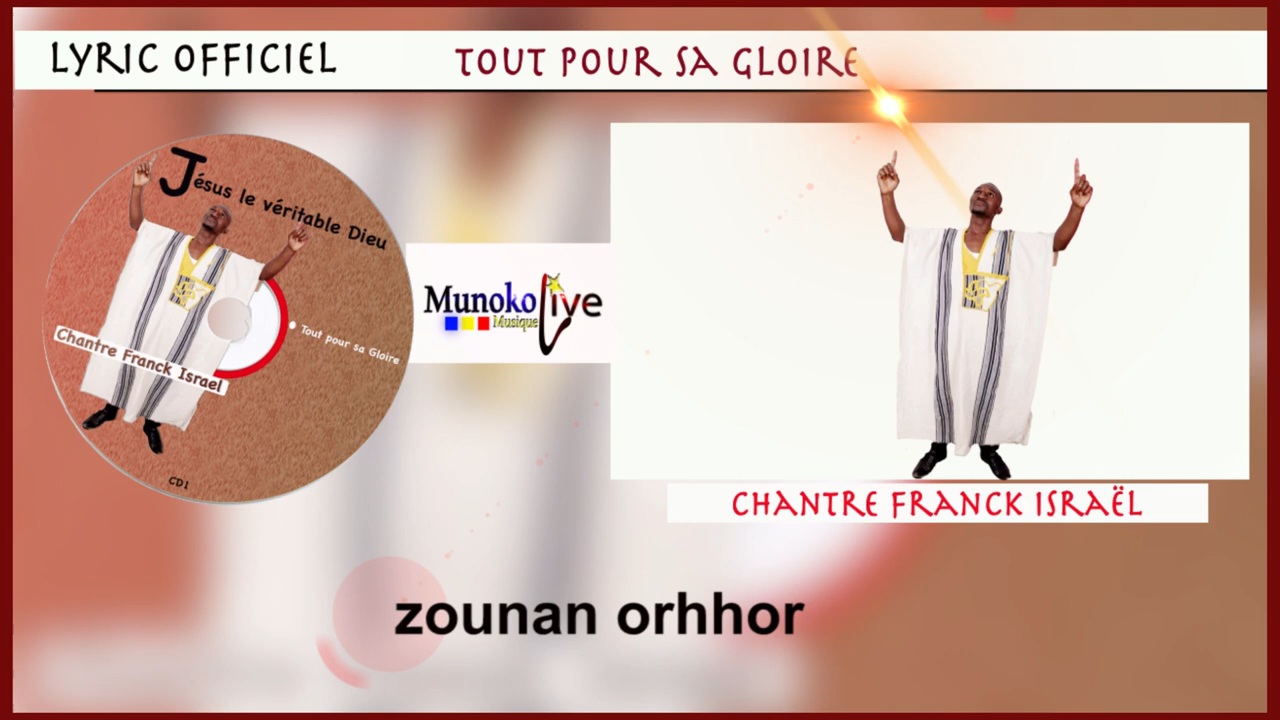 LYRIC OFFICIEL
TOUT POUR SA GLOIRE
Jésus le véritable Dieu
Chantre Franck Israel
Tout pour sa Gloire
CD1
Munoko live
Musique
CHANTRE FRANCK ISRAËL
zounan orhhor